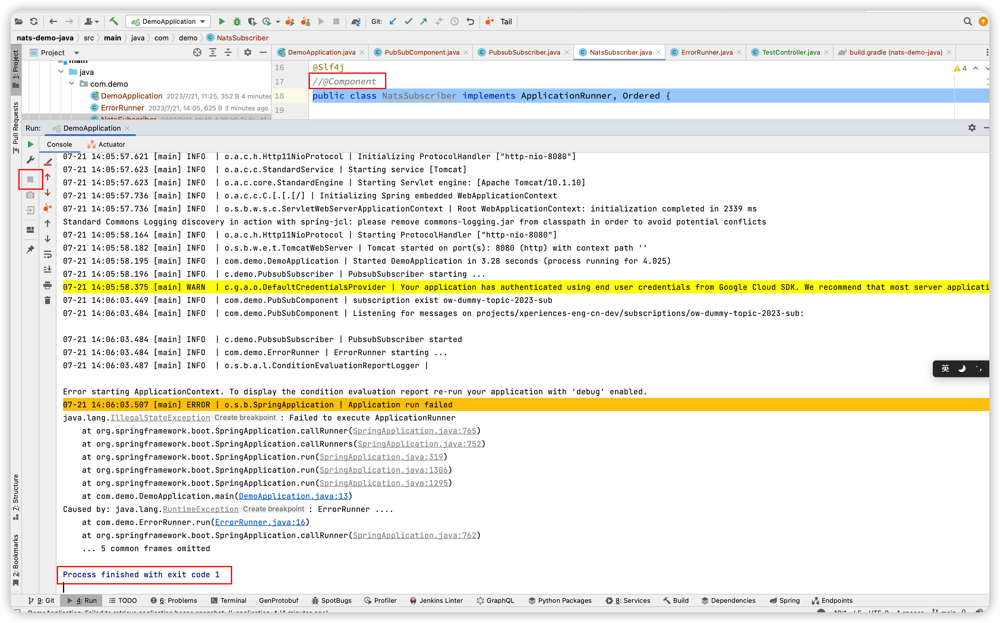 DemoApplication Git: Tail
nats-demo-java src main java com demo NatsSubscriber
1: Project
Pull Requests
7: Structure
2: Bookmarks
Project
DemoApplication.java PubSubComponent.java PubsubSubscriber.java NatsSubscriber.java ErrorRunner.java TestController.java build.gradle (nats-demo-java)
main
java
com.demo
DemoApplication 2023/7/21, 11:25, 352 B 4 minutes
ErrorRunner 2023/7/21, 14:05, 625 B 3 minutes ago
NatsSubscriber
16 @Slf4j
17 //@Component
18 public class NatsSubscriber implements ApplicationRunner, Ordered {
19
4
Run: DemoApplication
Console Actuator
07-21 14:05:57.621 [main] INFO  | o.a.c.h.Http11NioProtocol | Initializing ProtocolHandler ["http-nio-8080"]
07-21 14:05:57.623 [main] INFO  | o.a.c.c.StandardService | Starting service [Tomcat]
07-21 14:05:57.623 [main] INFO  | o.a.c.core.StandardEngine | Starting Servlet engine: [Apache Tomcat/10.1.10]
07-21 14:05:57.736 [main] INFO  | o.a.c.c.C.[.[.[/] | Initializing Spring embedded WebApplicationContext
07-21 14:05:57.736 [main] INFO  | o.s.b.w.s.c.ServletWebServerApplicationContext | Root WebApplicationContext: initialization completed in 2339 ms
Standard Commons Logging discovery in action with spring-jcl: please remove commons-logging.jar from classpath in order to avoid potential conflicts
07-21 14:05:58.164 [main] INFO  | o.a.c.h.Http11NioProtocol | Starting ProtocolHandler ["http-nio-8080"]
07-21 14:05:58.182 [main] INFO  | o.s.b.w.e.t.TomcatWebServer | Tomcat started on port(s): 8080 (http) with context path ''
07-21 14:05:58.195 [main] INFO  | com.demo.DemoApplication | Started DemoApplication in 3.28 seconds (process running for 4.025)
07-21 14:05:58.196 [main] INFO  | c.demo.PubsubSubscriber | PubsubSubscriber starting ...
07-21 14:05:58.375 [main] WARN  | c.g.a.o.DefaultCredentialsProvider | Your application has authenticated using end user credentials from Google Cloud SDK. We recommend that most server applicati
07-21 14:06:03.449 [main] INFO  | com.demo.PubSubComponent | subscription exist ow-dummy-topic-2023-sub
07-21 14:06:03.484 [main] INFO  | com.demo.PubSubComponent | Listening for messages on projects/xperiences-eng-cn-dev/subscriptions/ow-dummy-topic-2023-sub:
07-21 14:06:03.484 [main] INFO  | c.demo.PubsubSubscriber | PubsubSubscriber started
07-21 14:06:03.484 [main] INFO  | com.demo.ErrorRunner | ErrorRunner starting ...
07-21 14:06:03.487 [main] INFO  | o.s.b.a.l.ConditionEvaluationReportLogger |
英
Error starting ApplicationContext. To display the condition evaluation report re-run your application with 'debug' enabled.
07-21 14:06:03.507 [main] ERROR | o.s.b.SpringApplication | Application run failed
java.lang.IllegalStateException Create breakpoint : Failed to execute ApplicationRunner
at org.springframework.boot.SpringApplication.callRunner(SpringApplication.java:765)
at org.springframework.boot.SpringApplication.callRunners(SpringApplication.java:752)
at org.springframework.boot.SpringApplication.run(SpringApplication.java:319)
at org.springframework.boot.SpringApplication.run(SpringApplication.java:1306)
at org.springframework.boot.SpringApplication.run(SpringApplication.java:1295)
at com.demo.DemoApplication.main(DemoApplication.java:13)
Caused by: java.lang.RuntimeException Create breakpoint : ErrorRunner ....
at com.demo.ErrorRunner.run(ErrorRunner.java:16)
at org.springframework.boot.SpringApplication.callRunner(SpringApplication.java:762)
... 5 common frames omitted
Process finished with exit code 1
9: Git 4: Run TODO 6: Problems Terminal GenProtobuf SpotBugs Profiler Jenkins Linter GraphQL Python Packages 8: Services Build Dependencies Spring Endpoints
DemoApplication: Failed to retrieve application beans snapshot: (4 minutes ago) 48:1 LF UTF-8 4 spaces main